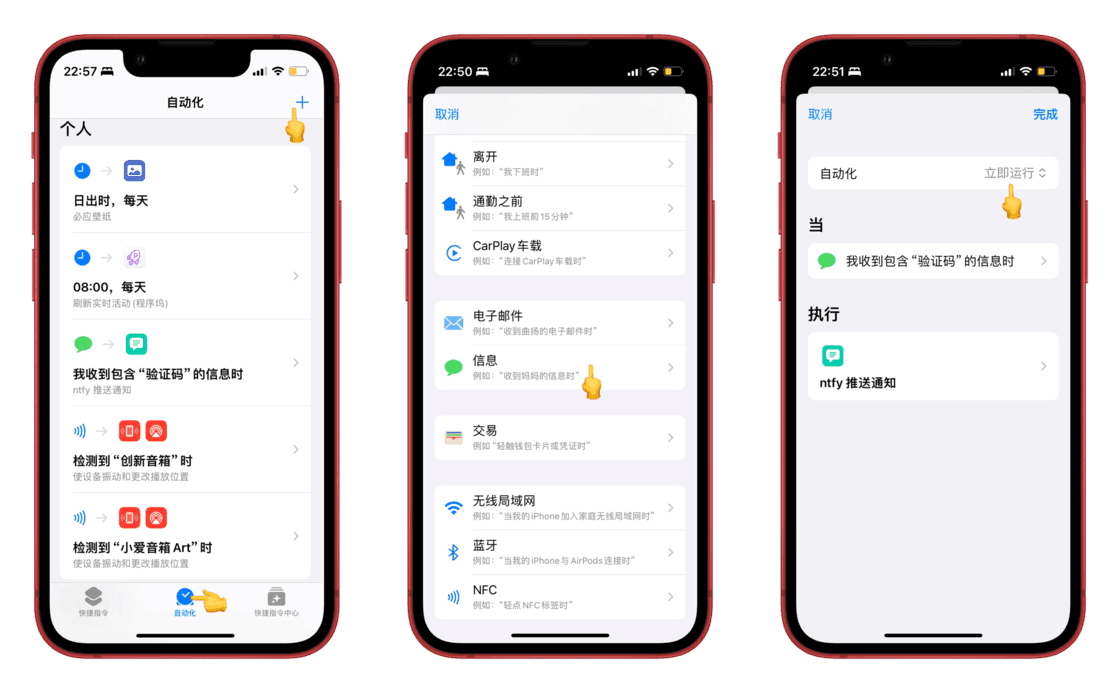 22:57
自动化
个人
日出时，每天
必应壁纸
08:00，每天
刷新实时活动 (程序坞)
我收到包含“验证码”的信息时
ntfy 推送通知
检测到“创新音箱”时
使设备振动和更改播放位置
检测到“小爱音箱 Art”时
使设备振动和更改播放位置
快捷指令
自动化
快捷指令中心
22:50
取消
离开
例如：“我下班时”
通勤之前
例如：“我上班前 15 分钟”
CarPlay 车载
例如：“连接 CarPlay 车载时”
电子邮件
例如：“收到曲扬的电子邮件时”
信息
例如：“收到妈妈的信息时”
交易
例如“轻触钱包卡片或凭证时”
无线局域网
例如：“当我的 iPhone 加入家庭无线局域网时”
蓝牙
例如：“当我的 iPhone 与 AirPods 连接时”
NFC
例如：“轻点 NFC 标签时”
22:51
取消
完成
自动化
立即运行
当
我收到包含“验证码”的信息时
执行
ntfy 推送通知